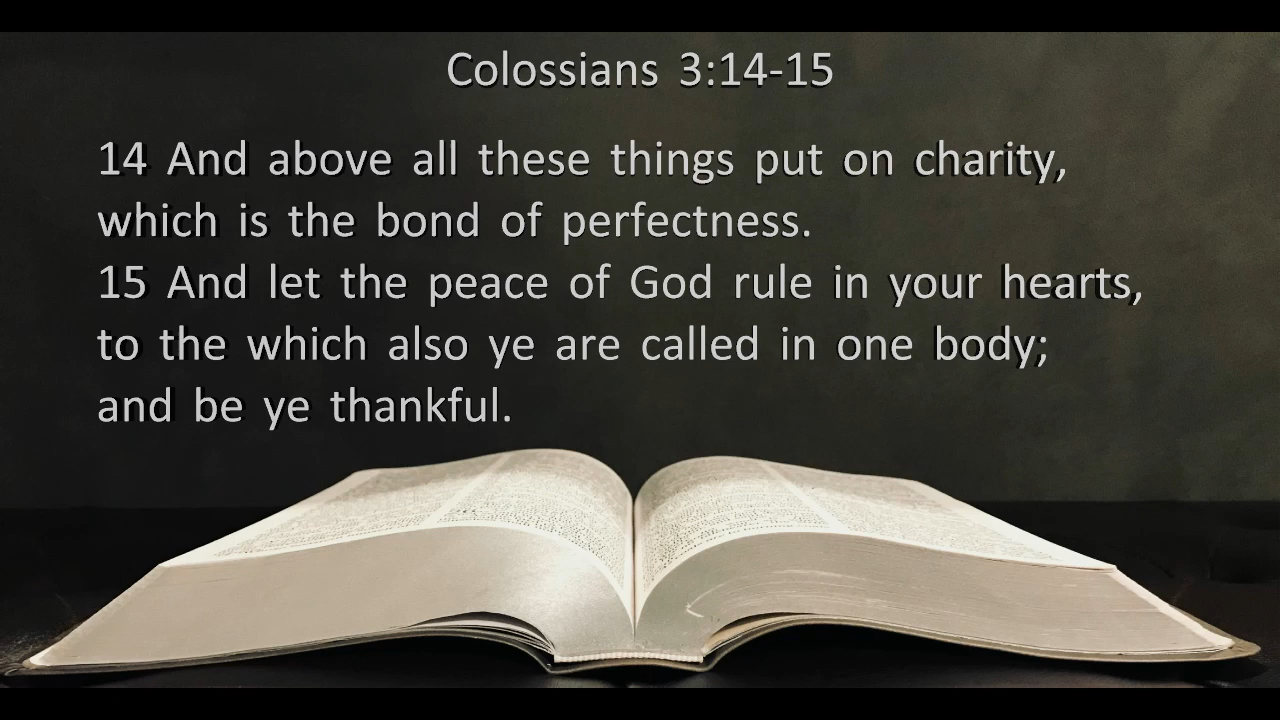 Colossians 3:14-15
14 And above all these things put on charity,
which is the bond of perfectness.
15 And let the peace of God rule in your hearts,
to the which also ye are called in one body;
and be ye thankful.